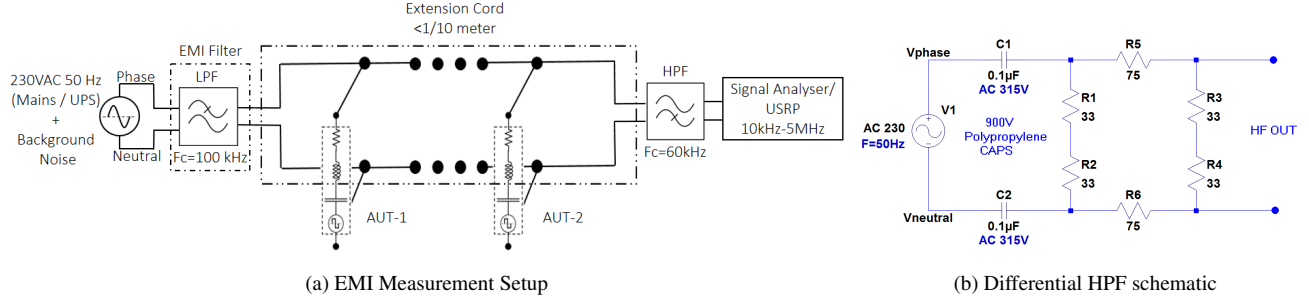 Extension Cord
<1/10 meter
EMI Filter
LPF
230VAC 50 Hz
(Mains / UPS)
+
Background
Noise
Phase
Neutral
Fc=100 kHz
HPF
Fc=60kHz
Signal Analyser/
USRP
10kHz-5MHz
AUT-1
AUT-2
(a) EMI Measurement Setup
Vphase
C1
0.1µF
AC 315V
R5
75
V1
AC 230
F=50Hz
900V
Polypropylene
CAPS
R1
33
R2
33
R3
33
R4
33
HF OUT
Vneutral
C2
0.1µF
AC 315V
R6
75
(b) Differential HPF schematic